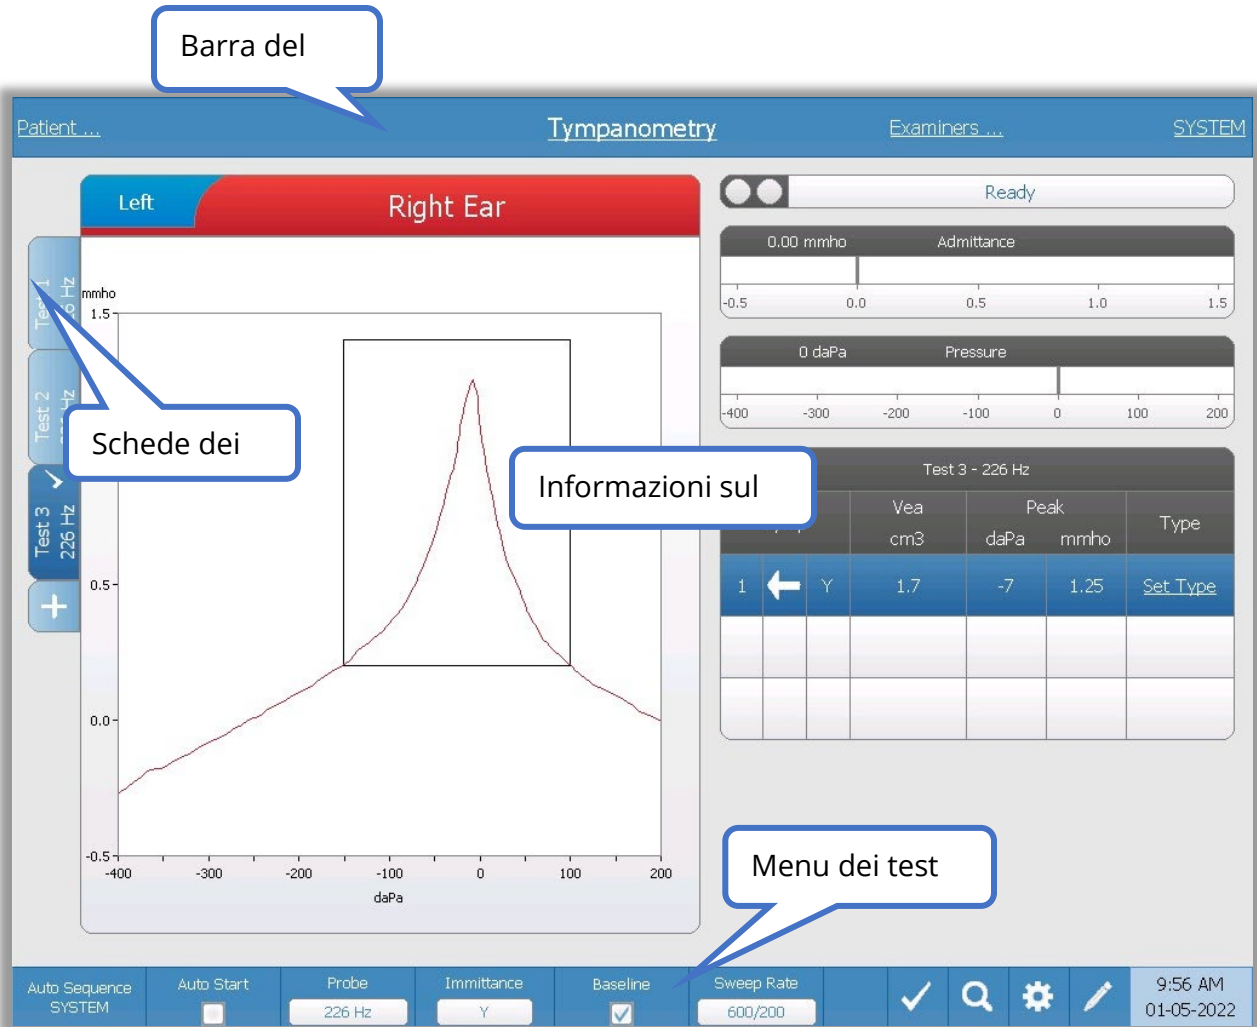 Barra del
Patient ...
Tympanometry
Examiners ...
SYSTEM
Left
Right Ear
Ready
0.00 mmho Admittance
-0.5 0.0 0.5 1.0 1.5
0 daPa Pressure
-400 -300 -200 -100 0 100 200
Test 1
Hz
Test 2
Test 3
226 Hz
+
mmho
1.5
0.5
0.0
-0.5
-400 -300 -200 -100 0 100 200
daPa
Schede dei
Informazioni sul
Test 3 - 226 Hz
Vea
cm3
Peak
daPa mmho
Type
1 Y 1.7 -7 1.25 Set Type
Menu dei test
Auto Sequence
SYSTEM
Auto Start
Probe
226 Hz
Immittance
Y
Baseline
Sweep Rate
600/200
9:56 AM
01-05-2022